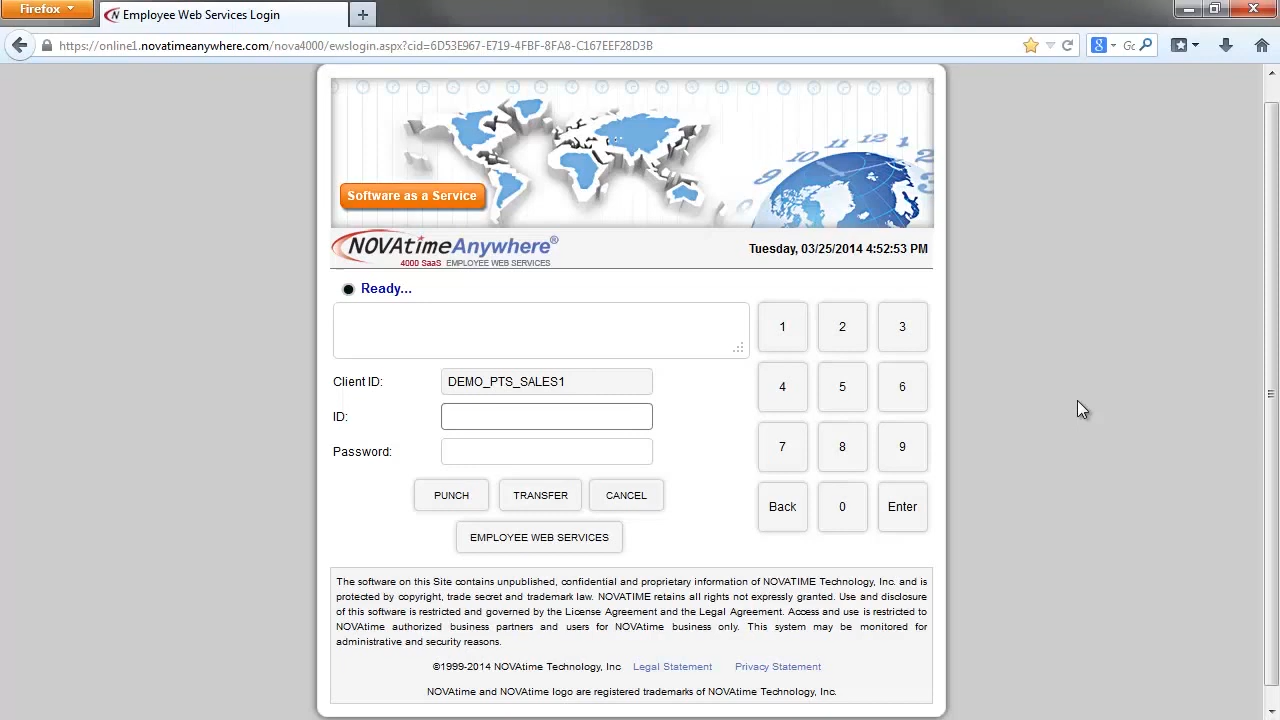 Firefox
Employee Web Services Login
https://online1.novatimeanywhere.com/nova4000/ewslogin.aspx?cid=6D53E967-E719-4FBF-8FA8-C167EEF28D3B
Software as a Service
10 11 12 1
9
NOVAtimeAnywhere®
4000 SaaS EMPLOYEE WEB SERVICES
Tuesday, 03/25/2014 4:52:53 PM
Ready...
1 2 3
Client ID: DEMO_PTS_SALES1
4 5 6
ID:
Password:
7 8 9
PUNCH TRANSFER CANCEL
Back 0 Enter
EMPLOYEE WEB SERVICES
The software on this Site contains unpublished, confidential and proprietary information of NOVATIME Technology, Inc. and is
protected by copyright, trade secret and trademark law. NOVATIME retains all rights not expressly granted. Use and disclosure
of this software is restricted and governed by the License Agreement and the Legal Agreement. Access and use is restricted to
NOVAtime authorized business partners and users for NOVAtime business only. This system may be monitored for
administrative and security reasons.
©1999-2014 NOVAtime Technology, Inc Legal Statement Privacy Statement
NOVAtime and NOVAtime logo are registered trademarks of NOVAtime Technology, Inc.